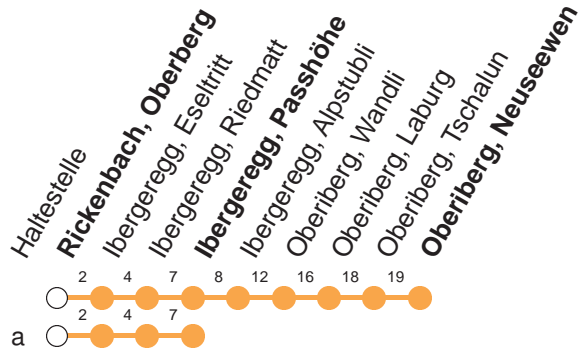 Haltestelle
Rickenbach, Oberberg
Ibergeregg, Eseltritt
Ibergeregg, Riedmatt
Ibergeregg, Passhöhe
Ibergeregg, Alpstubli
Oberiberg, Wandli
Oberiberg, Laburg
Oberiberg, Tschalun
Oberiberg, Neuseewen
2 4 7 8 12 16 18 19
a 2 4 7